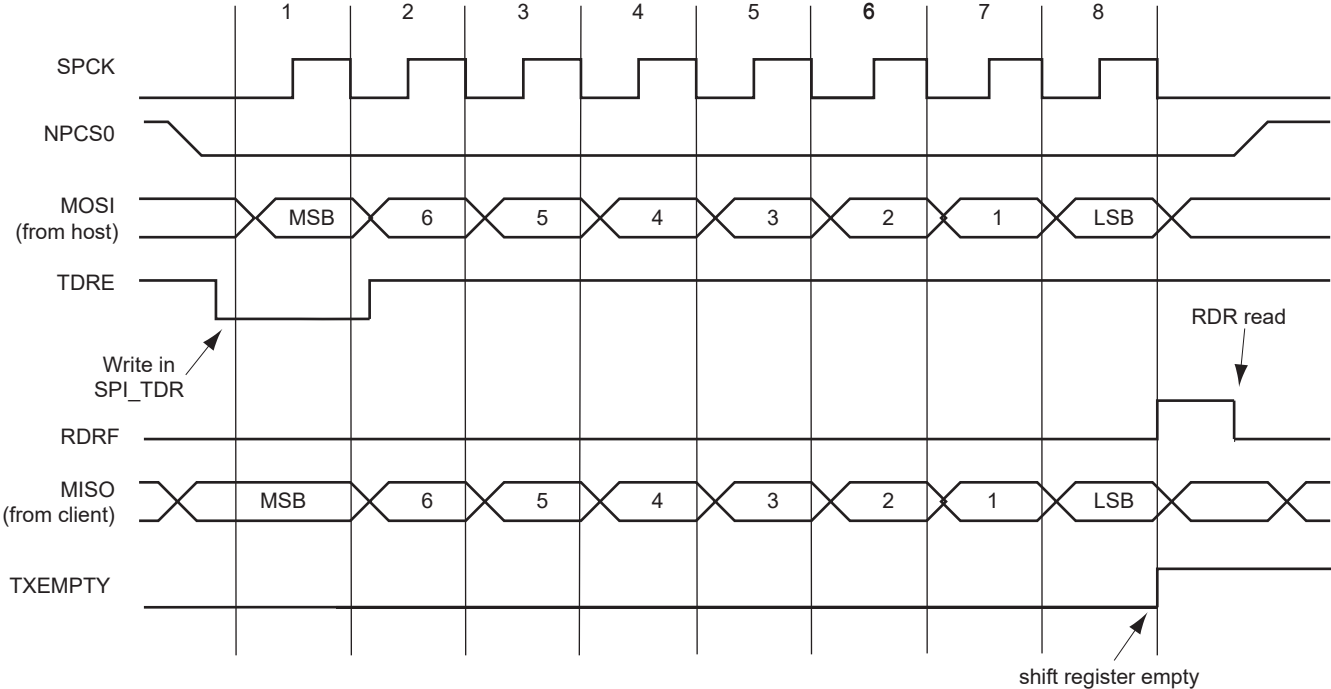 1 2 3 4 5 6 7 8
SPCK
NPCS0
MOSI
(from host)
MSB 6 5 4 3 2 1 LSB
TDRE
Write in
SPI_TDR
RDR read
RDRF
MISO
(from client)
MSB 6 5 4 3 2 1 LSB
TXEMPTY
shift register empty